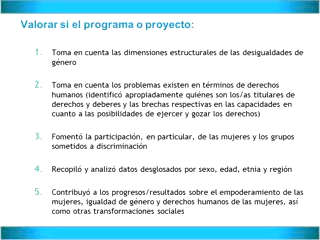 Valorar si el programa o proyecto:
1. Toma en cuenta las dimensiones estructurales de las desigualdades de
género
2. Toma en cuenta los problemas existen en términos de derechos
humanos (identificó apropiadamente quiénes son los/as titulares de
derechos y deberes y las brechas respectivas en las capacidades en
cuanto a las posibilidades de ejercer y gozar los derechos)
3. Fomentó la participación, en particular, de las mujeres y los grupos
sometidos a discriminación
4. Recopiló y analizó datos desglosados por sexo, edad, etnia y región
5. Contribuyó a los progresos/resultados sobre el empoderamiento de las
mujeres, igualdad de género y derechos humanos de las mujeres, así
como otras transformaciones sociales